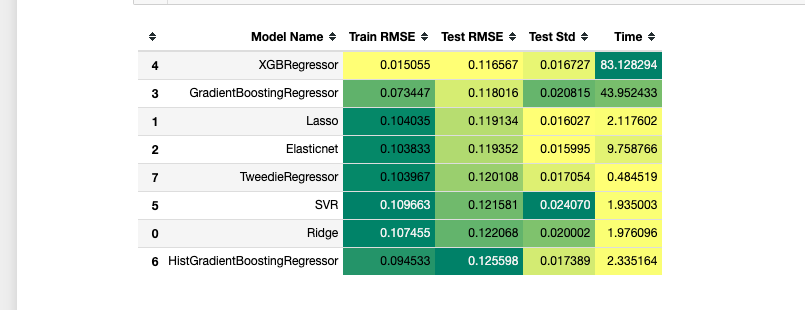 Model Name Train RMSE Test RMSE Test Std Time
4 XGBRegressor 0.015055 0.116567 0.016727 83.128294
3 GradientBoostingRegressor 0.073447 0.118016 0.020815 43.952433
1 Lasso 0.104035 0.119134 0.016027 2.117602
2 Elasticnet 0.103833 0.119352 0.015995 9.758766
7 TweedieRegressor 0.103967 0.120108 0.017054 0.484519
5 SVR 0.109663 0.121581 0.024070 1.935003
0 Ridge 0.107455 0.122068 0.020002 1.976096
6 HistGradientBoostingRegressor 0.094533 0.125598 0.017389 2.335164